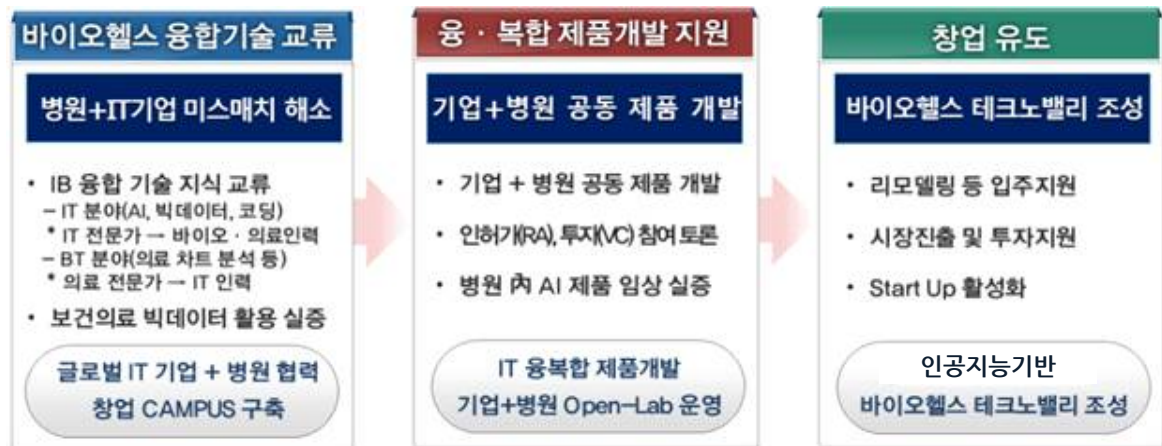 바이오헬스 융합기술 교류
병원+IT기업 미스매치 해소
• IB 융합 기술 지식 교류
– IT 분야(AI, 빅데이터, 코딩)
* IT 전문가 → 바이오 · 의료인력
– BT 분야(의료 차트 분석 등)
* 의료 전문가 → IT 인력
• 보건의료 빅데이터 활용 실증
글로벌 IT 기업 + 병원 협력
창업 CAMPUS 구축
융 · 복합 제품개발 지원
기업+병원 공동 제품 개발
• 기업 + 병원 공동 제품 개발
• 인허가(RA), 투자(VC) 참여 토론
• 병원 內 AI 제품 임상 실증
IT 융복합 제품개발
기업+병원 Open-Lab 운영
창업 유도
바이오헬스 테크노밸리 조성
• 리모델링 등 입주지원
• 시장진출 및 투자지원
• Start Up 활성화
인공지능기반
바이오헬스 테크노밸리 조성